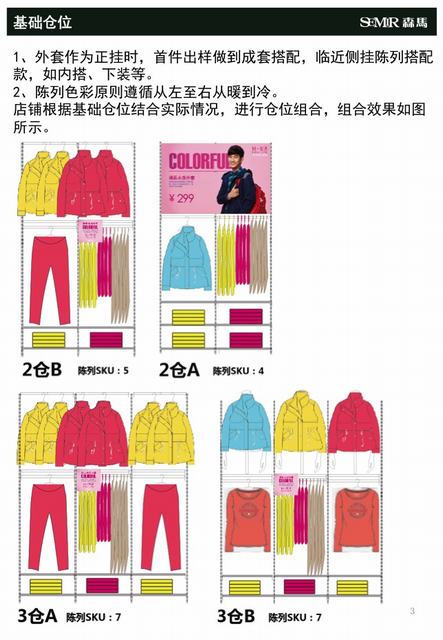 基础仓位
SEMIR 森馬
1、外套作为正挂时，首件出样做到成套搭配，临近侧挂陈列搭配
款，如内搭、下装等。
2、陈列色彩原则遵循从左至右从暖到冷。
店铺根据基础仓位结合实际情况，进行仓位组合，组合效果如图
所示。
COLORFUL
¥299
2仓B 陈列SKU：5
2仓A 陈列SKU：4
3仓A 陈列SKU：7
3仓B 陈列SKU：7
3